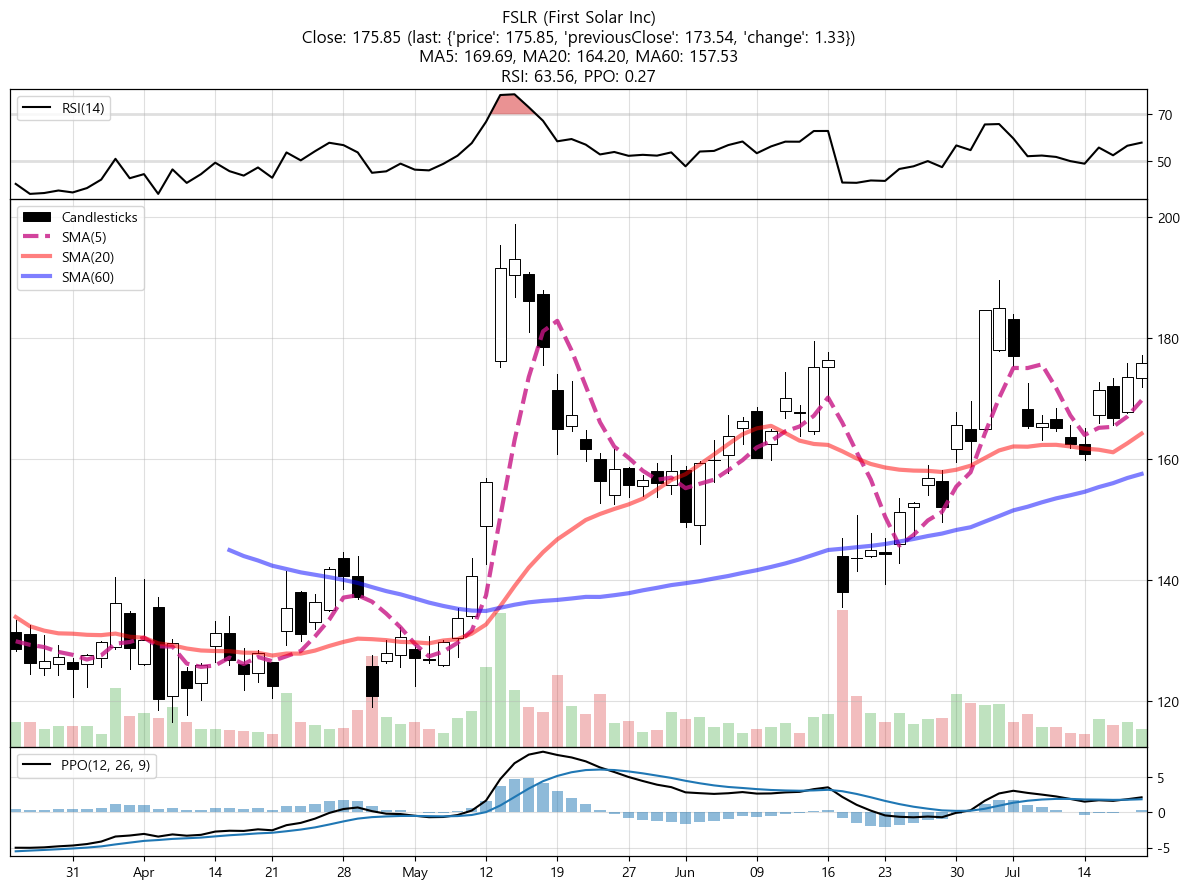 FSLR (First Solar Inc)
Close: 175.85 (last: {'price': 175.85, 'previousClose': 173.54, 'change': 1.33})
MA5: 169.69, MA20: 164.20, MA60: 157.53
RSI: 63.56, PPO: 0.27
RSI(14)
70
50
Candlesticks
SMA(5)
SMA(20)
SMA(60)
200
180
160
140
120
PPO(12, 26, 9)
5
0
-5
31 Apr 14 21 28 May 12 19 27 Jun 09 16 23 30 Jul 14